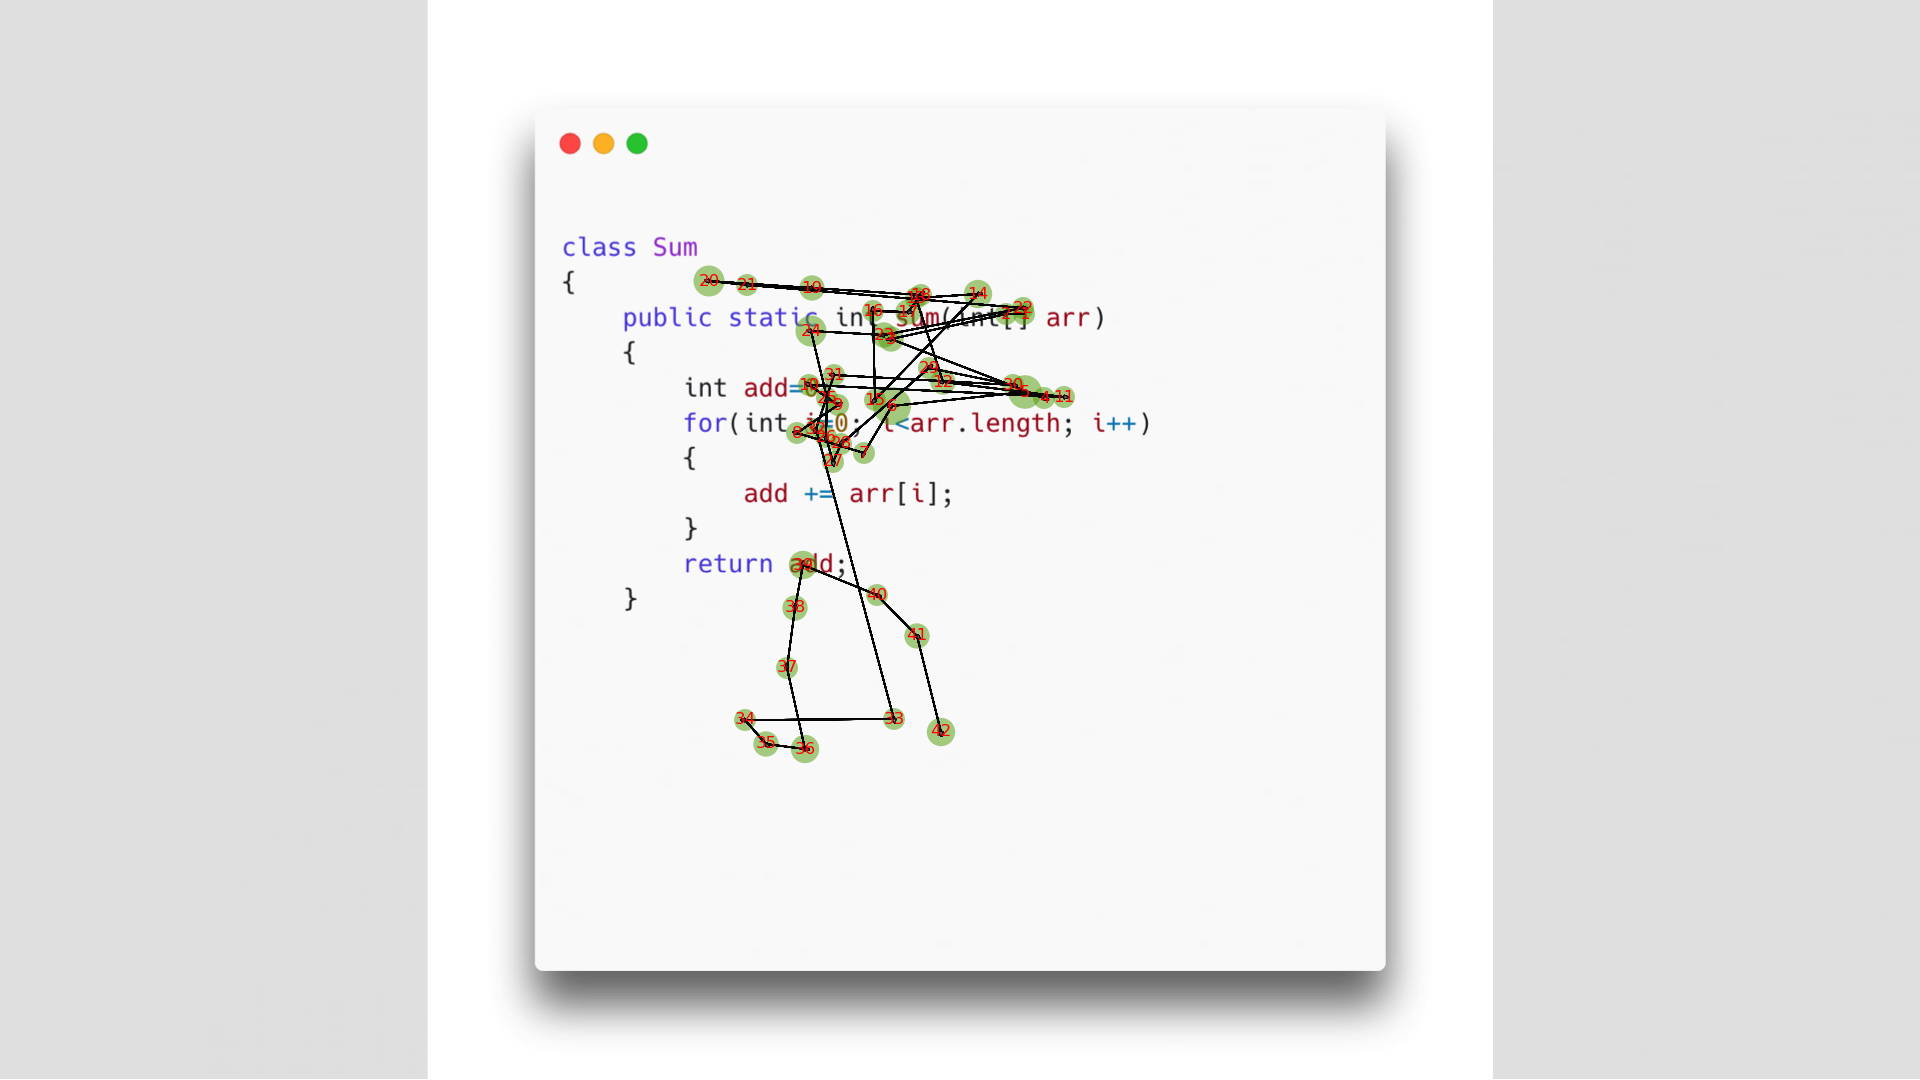 class Sum
{
public static int sum(int[] arr)
{
int add=0
for(int i=0; i<arr.length; i++)
{
add += arr[i];
}
return add;
}
20 21 19 18 14 16 17 22 24 23
31 29 12 30 10 25 9 15 6 5 4 11
8 32 26 28 7 27
39 38 40 41 37
34 33 35 36 42